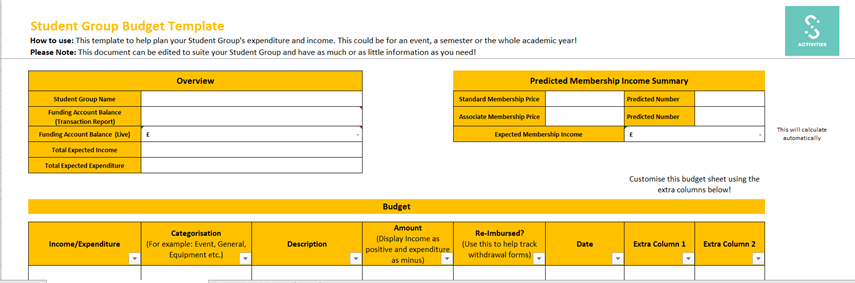 Student Group Budget Template
How to use: This template to help plan your Student Group's expenditure and income. This could be for an event, a semester or the whole academic year!
Please Note: This document can be edited to suite your Student Group and have as much or as little information as you need!
S
ACTIVITIES
Overview
Student Group Name
Funding Account Balance
(Transaction Report)
Funding Account Balance (Live) £ -
Total Expected Income
Total Expected Expenditure
Predicted Membership Income Summary
Standard Membership Price Predicted Number
Associate Membership Price Predicted Number
Expected Membership Income £ -
This will calculate
automatically
Customise this budget sheet using the
extra columns below!
Budget
Income/Expenditure
Categorisation
(For example: Event, General,
Equipment etc.)
Description
Amount
(Display Income as
positive and expenditure
as minus)
Re-Imbursed?
(Use this to help track
withdrawal forms)
Date
Extra Column 1
Extra Column 2